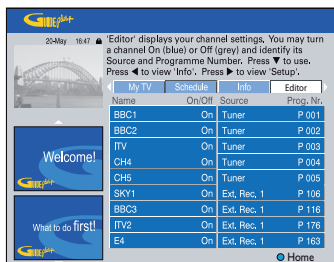 GUIDE Plus+
20-May 16:47
'Editor' displays your channel settings. You may turn
a channel On (blue) or Off (grey) and identify its
Source and Programme Number. Press ▼ to use.
Press ◄ to view 'Info'. Press ► to view 'Setup'.
My TV Schedule Info Editor
Name On/Off Source Prog. Nr.
BBC1 On Tuner P 001
BBC2 On Tuner P 002
ITV On Tuner P 003
CH4 On Tuner P 004
CH5 On Tuner P 005
SKY1 On Ext. Rec. 1 P 106
BBC3 On Ext. Rec. 1 P 116
ITV2 On Ext. Rec. 1 P 176
E4 On Ext. Rec. 1 P 163
Welcome!
GUIDE Plus+
What to do first!
GUIDE Plus+
Home